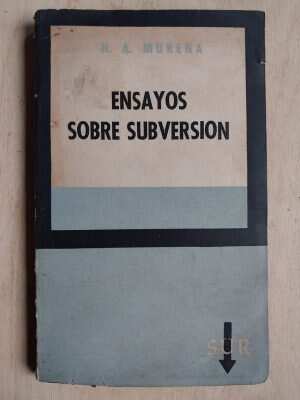 H. A. MURENA
ENSAYOS
SOBRE SUBVERSION
SUR